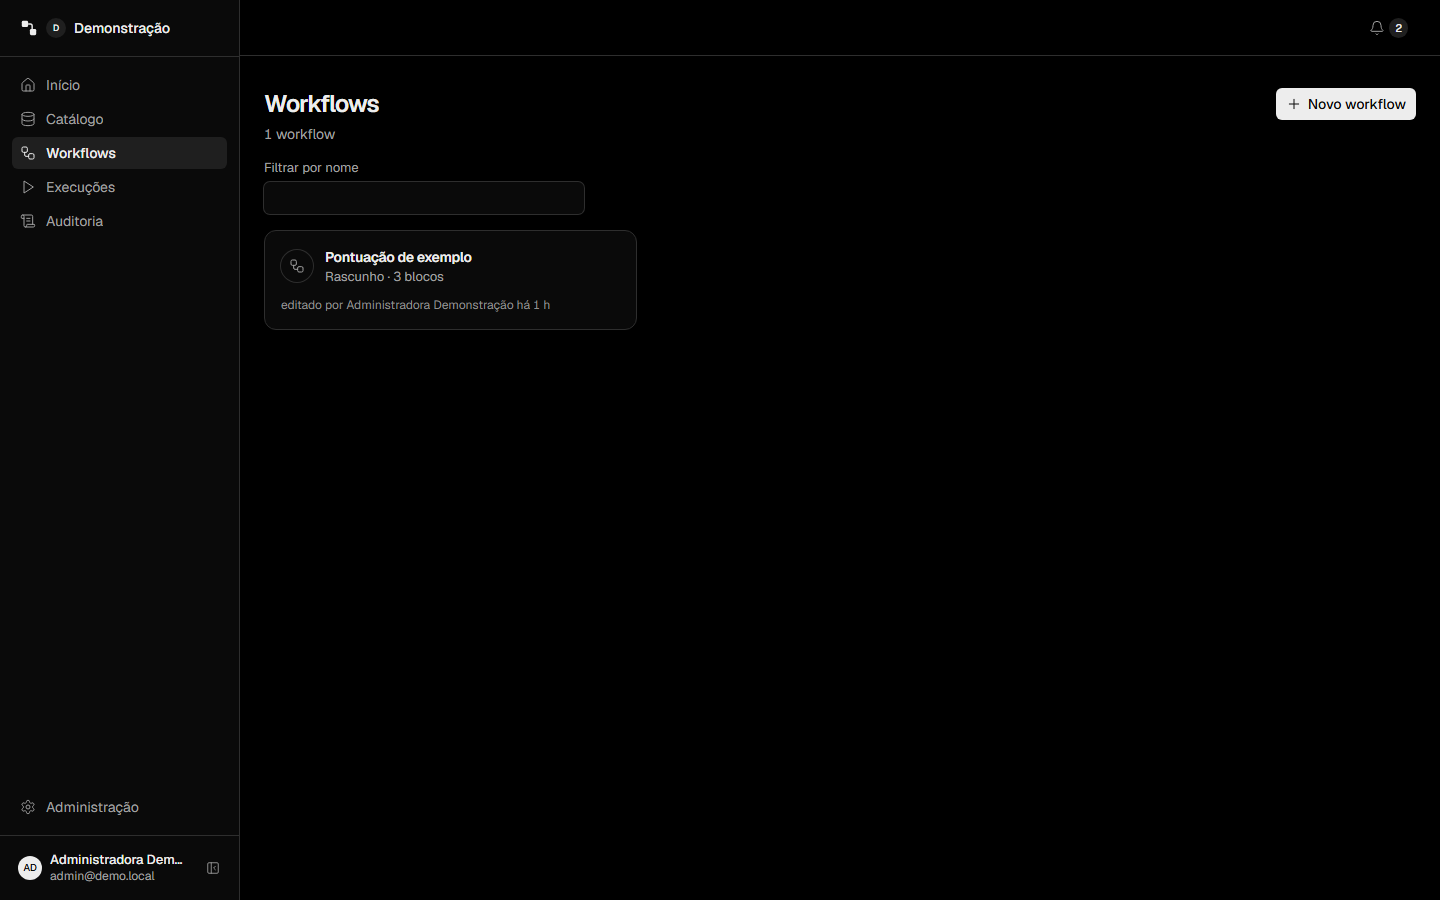 D Demonstração
2
Início
Catálogo
Workflows
Execuções
Auditoria
Administração
AD
Administradora Dem...
admin@demo.local
Workflows
Novo workflow
1 workflow
Filtrar por nome
Pontuação de exemplo
Rascunho · 3 blocos
editado por Administradora Demonstração há 1 h